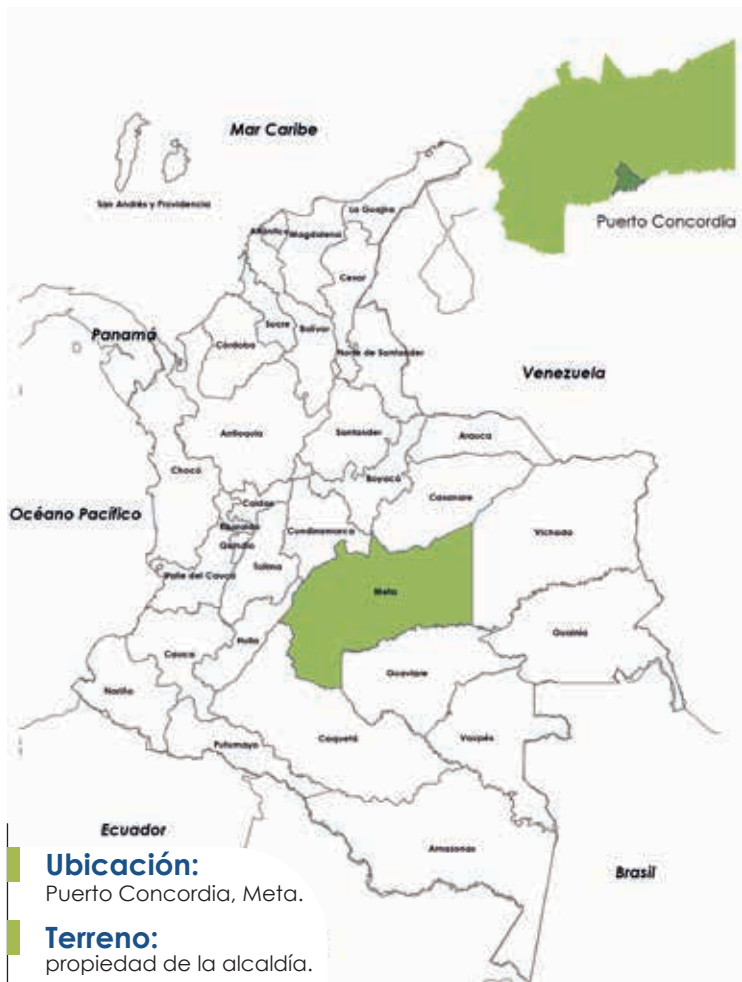 Mar Caribe
San Andrés y Providencia
La Guajira
Atlántico
Magdalena
Puerto Concordia
Cesar
Sucre
Bolívar
Panamá
Córdoba
Norte de Santander
Venezuela
Antioquia
Santander
Arauca
Chocó
Boyacá
Casanare
Caldas
Océano Pacífico
Risaralda
Cundinamarca
Vichada
Quindío
Tolima
Valle del Cauca
Meta
Guainía
Huila
Cauca
Guaviare
Nariño
Caquetá
Vaupés
Putumayo
Ecuador
Amazonas
Brasil
Ubicación:
Puerto Concordia, Meta.
Terreno:
propiedad de la alcaldía.